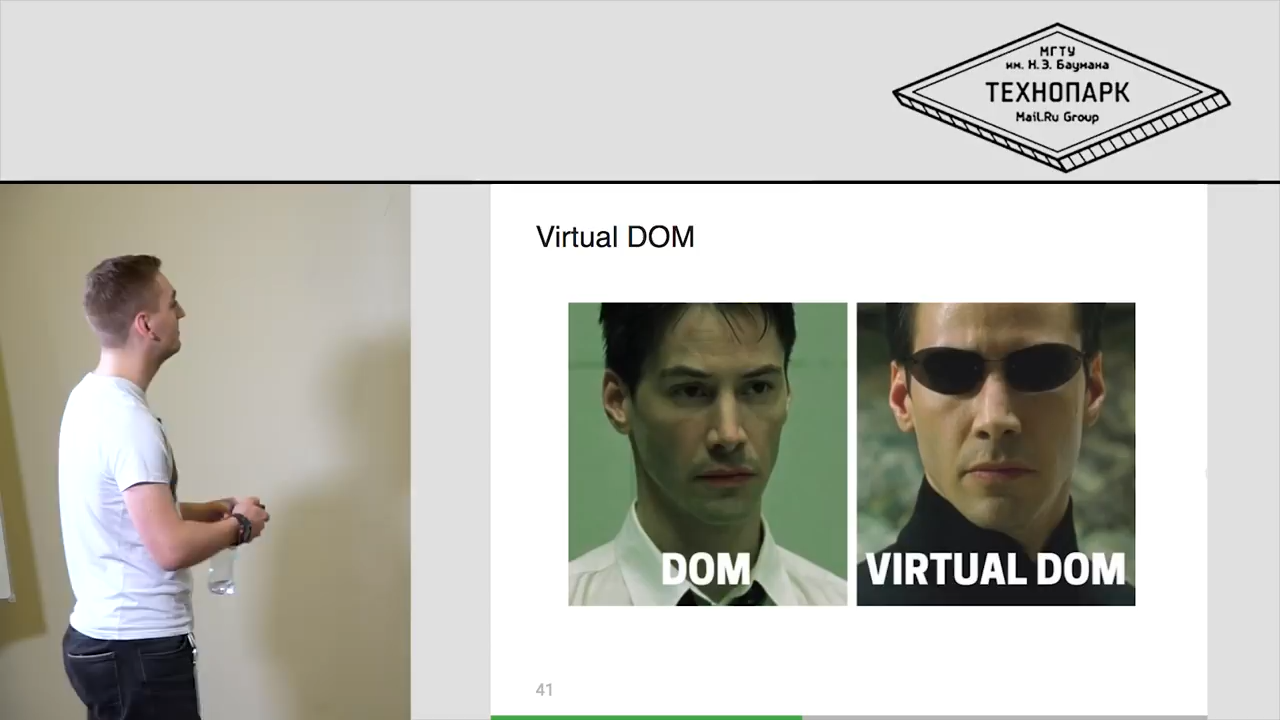 МГТУ
им. Н.Э. Баумана
ТЕХНОПАРК
Mail.Ru Group
Virtual DOM
DOM
VIRTUAL DOM
41